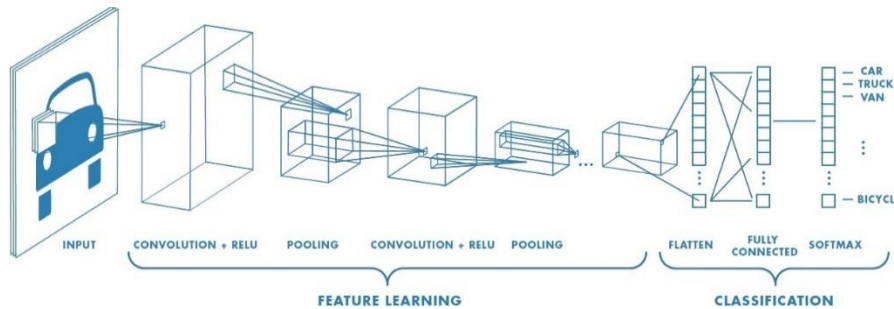 CAR
TRUCK
VAN
BICYCL
INPUT
CONVOLUTION + RELU
POOLING
CONVOLUTION + RELU
POOLING
FLATTEN
FULLY
CONNECTED
SOFTMAX
FEATURE LEARNING
CLASSIFICATION